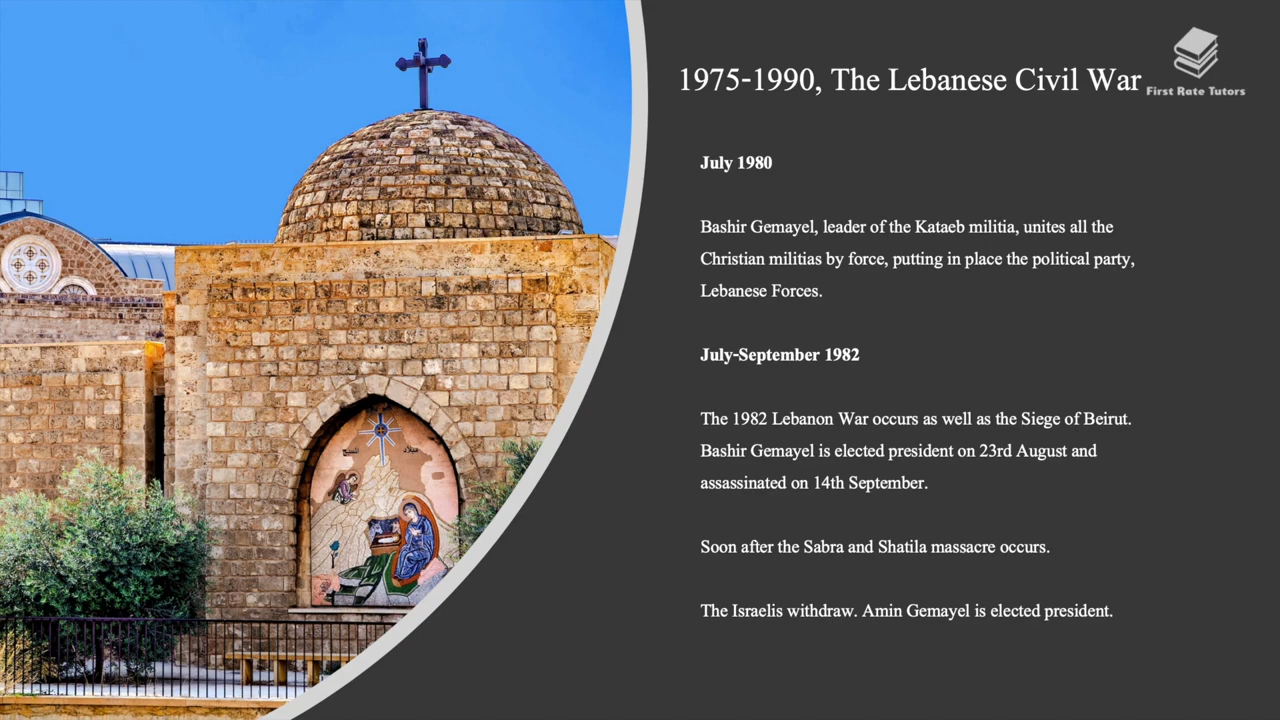 1975-1990, The Lebanese Civil War
First Rate Tutors
July 1980
Bashir Gemayel, leader of the Kataeb militia, unites all the
Christian militias by force, putting in place the political party,
Lebanese Forces.
July-September 1982
The 1982 Lebanon War occurs as well as the Siege of Beirut.
Bashir Gemayel is elected president on 23rd August and
assassinated on 14th September.
Soon after the Sabra and Shatila massacre occurs.
The Israelis withdraw. Amin Gemayel is elected president.
ميلاد المسيح